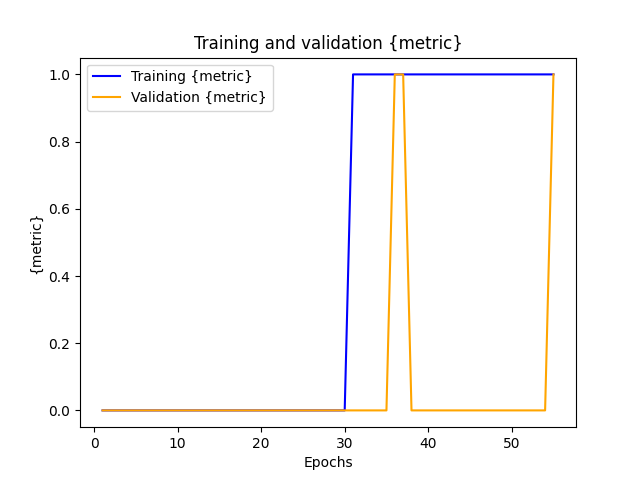 Training and validation {metric}
Training {metric}
Validation {metric}
1.0
0.8
0.6
0.4
0.2
0.0
{metric}
0 10 20 30 40 50
Epochs